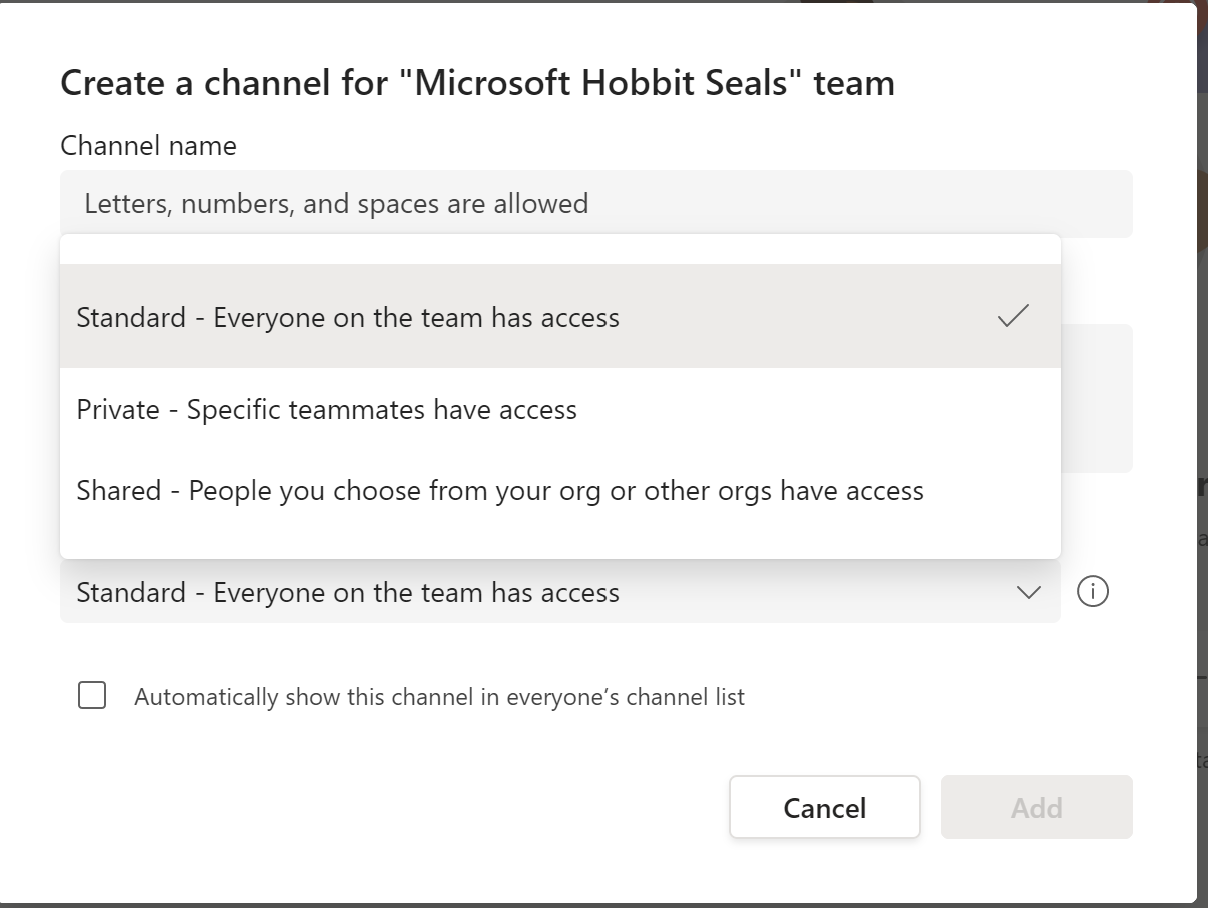 Create a channel for "Microsoft Hobbit Seals" team
Channel name
Letters, numbers, and spaces are allowed
Standard - Everyone on the team has access
Private - Specific teammates have access
Shared - People you choose from your org or other orgs have access
Standard - Everyone on the team has access
Automatically show this channel in everyone’s channel list
Cancel
Add